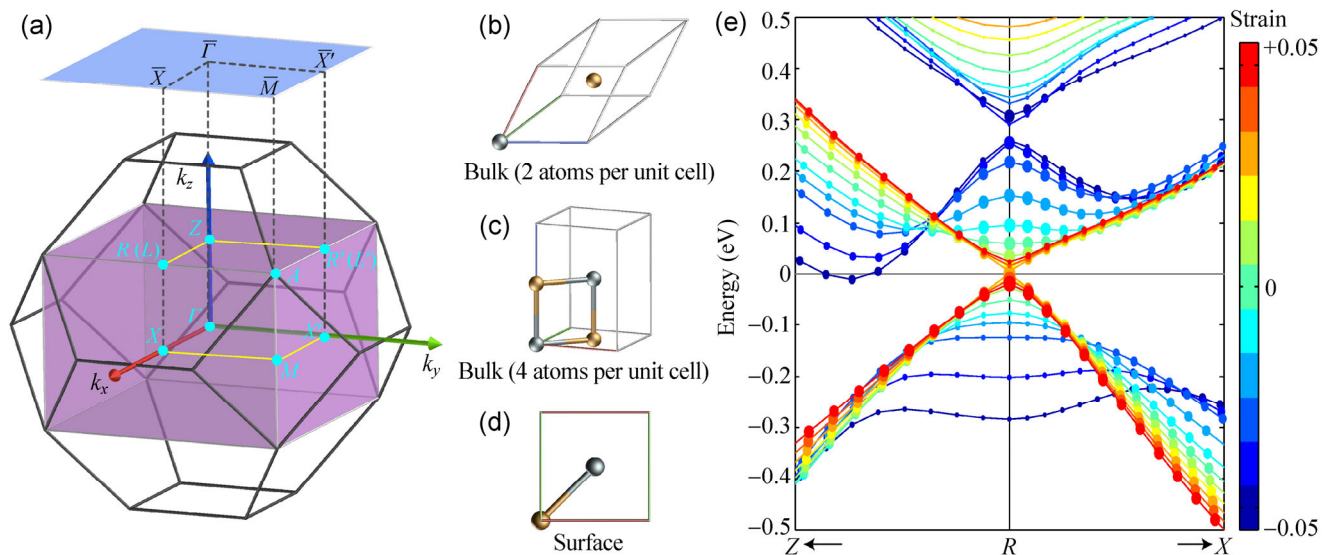 (a)
Γ̅
X̅
X̅′
M̅
k_z
Z
R (L)
R′(L′)
A
Γ
X
X′
M
k_x
k_y
(b)
Bulk (2 atoms per unit cell)
(c)
Bulk (4 atoms per unit cell)
(d)
Surface
(e)
Strain
0.5
0.4
0.3
0.2
0.1
0
−0.1
−0.2
−0.3
−0.4
−0.5
Energy (eV)
Z ←
R
→ X
+0.05
0
−0.05